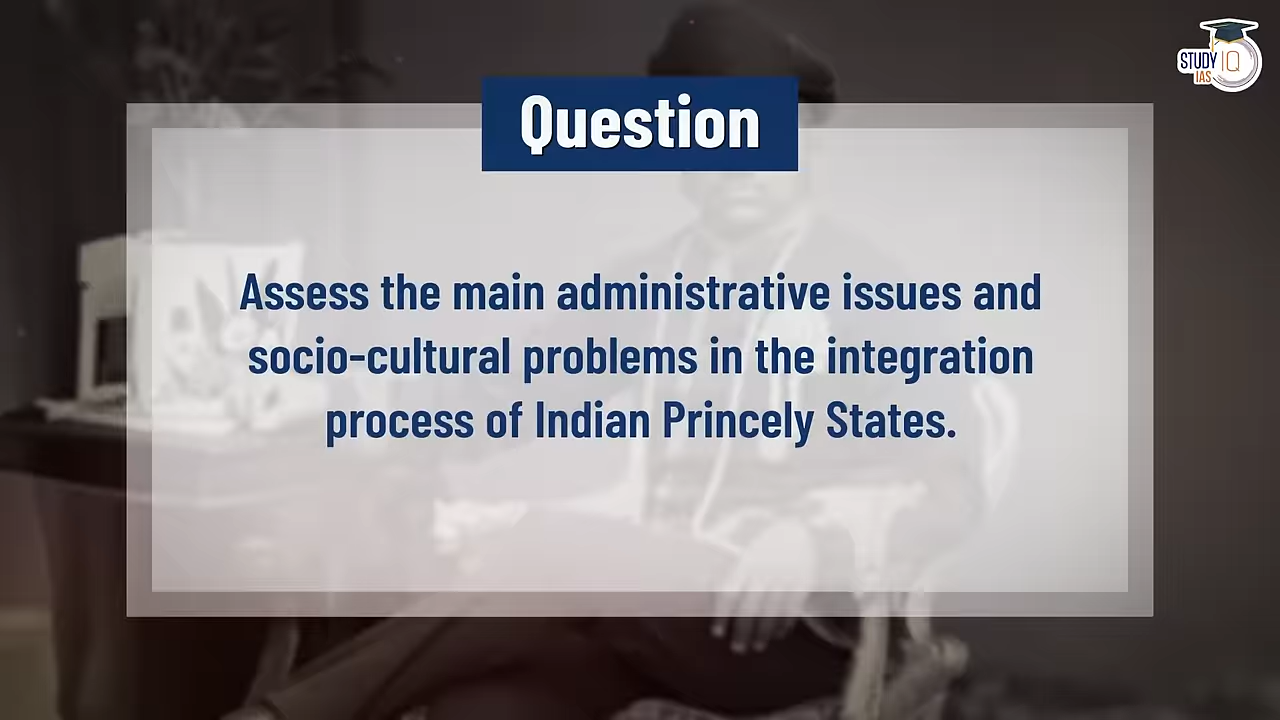 STUDY IQ
IAS
Question
Assess the main administrative issues and
socio-cultural problems in the integration
process of Indian Princely States.